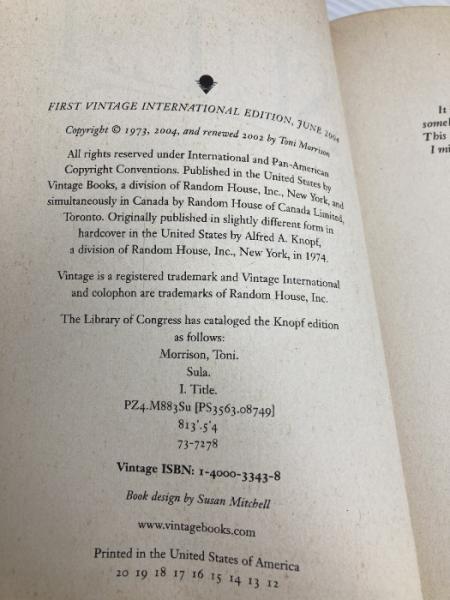 FIRST VINTAGE INTERNATIONAL EDITION, JUNE 2004
Copyright © 1973, 2004, and renewed 2002 by Toni Morrison
All rights reserved under International and Pan-American
Copyright Conventions. Published in the United States by
Vintage Books, a division of Random House, Inc., New York, and
simultaneously in Canada by Random House of Canada Limited,
Toronto. Originally published in slightly different form in
hardcover in the United States by Alfred A. Knopf,
a division of Random House, Inc., New York, in 1974.
Vintage is a registered trademark and Vintage International
and colophon are trademarks of Random House, Inc.
The Library of Congress has cataloged the Knopf edition
as follows:
Morrison, Toni.
Sula.
I. Title.
PZ4.M883Su [PS3563.08749]
813'.5'4
73-7278
Vintage ISBN: 1-4000-3343-8
Book design by Susan Mitchell
www.vintagebooks.com
Printed in the United States of America
20 19 18 17 16 15 14 13 12
It
This
I mi